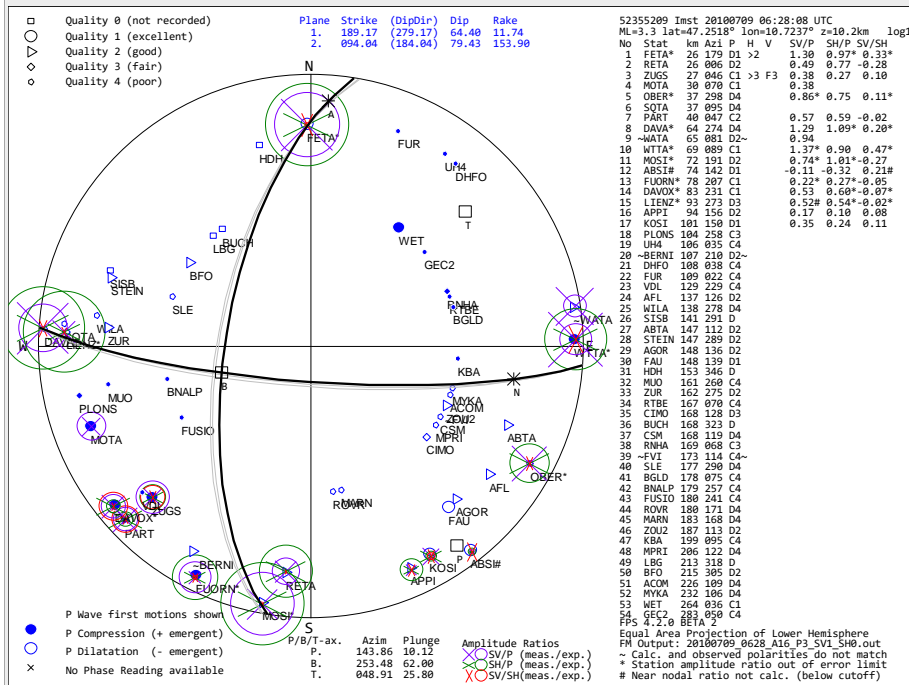 Quality 0 (not recorded)
Quality 1 (excellent)
Quality 2 (good)
Quality 3 (fair)
Quality 4 (poor)
Plane Strike (DipDir) Dip Rake
1. 189.17 (279.17) 64.40 11.74
2. 094.04 (184.04) 79.43 153.90
52355209 Imst 20100709 06:28:08 UTC
ML=3.3 lat=47.2518° lon=10.7237° z=10.2km log1
No Stat km Azi P H V SV/P SH/P SV/SH
1 FETA* 26 179 D1 >2 1.30 0.97* 0.33*
2 RETA 26 006 D2 0.49 0.77 -0.28
3 ZUGS 27 046 C1 >3 F3 0.38 0.27 0.10
4 MOTA 30 070 C1 0.38
5 OBER* 37 298 D4 0.86* 0.75 0.11*
6 SQTA 37 095 D4
7 PART 40 047 C2 0.57 0.59 -0.02
8 DAVA* 64 274 D4 1.29 1.09* 0.20*
9 ~WATA 65 081 D2~ 0.94
10 WTTA* 69 089 C1 1.37* 0.90 0.47*
11 MOSI* 72 191 D2 0.74* 1.01*-0.27
12 ABSI# 74 142 D1 -0.11 -0.32 0.21#
13 FUORN* 78 207 C1 0.22* 0.27*-0.05
14 DAVOX* 83 231 C1 0.53 0.60*-0.07*
15 LIENZ* 93 273 D3 0.52# 0.54*-0.02*
16 APPI 94 156 D2 0.17 0.10 0.08
17 KOSI 101 150 D1 0.35 0.24 0.11
18 PLONS 104 258 C3
19 UH4 106 035 C4
20 ~BERNI 107 210 D2~
21 DHFO 108 038 C4
22 FUR 109 022 C4
23 VDL 129 229 C4
24 AFL 137 126 D2
25 WILA 138 278 D4
26 SISB 141 291 D
27 ABTA 147 112 D2
28 STEIN 147 289 D2
29 AGOR 148 136 D2
30 FAU 148 139 D1
31 HDH 153 346 D
32 MUO 161 260 C4
33 ZUR 162 275 D2
34 RTBE 167 070 C4
35 CIMO 168 128 D3
36 BUCH 168 323 D
37 CSM 168 119 D4
38 RNHA 169 068 C3
39 ~FVI 173 114 C4~
40 SLE 177 290 D4
41 BGLD 178 075 C4
42 BNALP 179 257 C4
43 FUSIO 180 241 C4
44 ROVR 180 171 D4
45 MARN 183 168 D4
46 ZOU2 187 113 D2
47 KBA 199 095 C4
48 MPRI 206 122 D4
49 LBG 213 318 D
50 BFO 215 305 D2
51 ACOM 226 109 D4
52 MYKA 232 106 D4
53 WET 264 036 C1
54 GEC2 283 050 C4
FPS 4.2.0 BETA 2
Equal Area Projection of Lower Hemisphere
FM Output: 20100709_0628_A16_P3_SV1_SH0.out
~ Calc. and observed polarities do not match
* Station amplitude ratio out of error limit
# Near nodal ratio not calc. (below cutoff)
N
A
FETA*
HDH
FUR
UH4
DHFO
T
BUCH
LBG
WET
BFO
GEC2
SISB
STEIN
SLE
RNHA
RTBE
BGLD
~WATA
WILA
ZUR
W
E
WTTA*
KBA
B
N
BNALP
MUO
PLONS
FUSIO
MOTA
MYKA
ACOM
ZOU2
CSM
MPRI
CIMO
ABTA
OBER*
AFL
MARN
ROVR
VDL
ZUGS
DAVOX*
PART
AGOR
FAU
P
~BERNI
FUORN*
RETA
MOSI*
APPI
KOSI
ABSI#
S
P Wave first motions shown
P Compression (+ emergent)
P Dilatation (- emergent)
No Phase Reading available
P/B/T-ax. Azim Plunge
P. 143.86 10.12
B. 253.48 62.00
T. 048.91 25.80
Amplitude Ratios
SV/P (meas./exp.)
SH/P (meas./exp.)
SV/SH(meas./exp.)